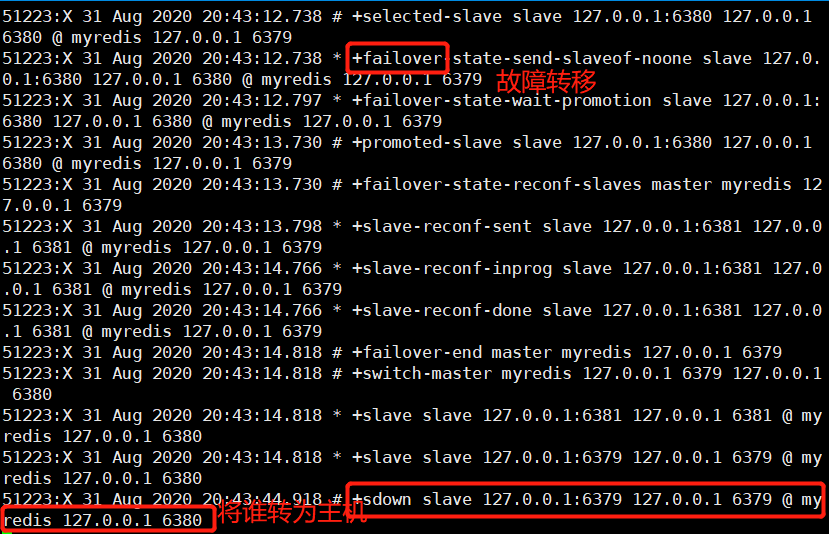 51223:X 31 Aug 2020 20:43:12.738 # +selected-slave slave 127.0.0.1:6380 127.0.0.1
6380 @ myredis 127.0.0.1 6379
51223:X 31 Aug 2020 20:43:12.738 * +failover-state-send-slaveof-noone slave 127.0.
0.1:6380 127.0.0.1 6380 @ myredis 127.0.0.1 6379 故障转移
51223:X 31 Aug 2020 20:43:12.797 * +failover-state-wait-promotion slave 127.0.0.1:
6380 127.0.0.1 6380 @ myredis 127.0.0.1 6379
51223:X 31 Aug 2020 20:43:13.730 # +promoted-slave slave 127.0.0.1:6380 127.0.0.1
6380 @ myredis 127.0.0.1 6379
51223:X 31 Aug 2020 20:43:13.730 # +failover-state-reconf-slaves master myredis 12
7.0.0.1 6379
51223:X 31 Aug 2020 20:43:13.798 * +slave-reconf-sent slave 127.0.0.1:6381 127.0.0
.1 6381 @ myredis 127.0.0.1 6379
51223:X 31 Aug 2020 20:43:14.766 * +slave-reconf-inprog slave 127.0.0.1:6381 127.0
.0.1 6381 @ myredis 127.0.0.1 6379
51223:X 31 Aug 2020 20:43:14.766 * +slave-reconf-done slave 127.0.0.1:6381 127.0.0
.1 6381 @ myredis 127.0.0.1 6379
51223:X 31 Aug 2020 20:43:14.818 # +failover-end master myredis 127.0.0.1 6379
51223:X 31 Aug 2020 20:43:14.818 # +switch-master myredis 127.0.0.1 6379 127.0.0.1
6380
51223:X 31 Aug 2020 20:43:14.818 * +slave slave 127.0.0.1:6381 127.0.0.1 6381 @ my
redis 127.0.0.1 6380
51223:X 31 Aug 2020 20:43:14.818 * +slave slave 127.0.0.1:6379 127.0.0.1 6379 @ my
redis 127.0.0.1 6380
51223:X 31 Aug 2020 20:43:44.918 # +sdown slave 127.0.0.1:6379 127.0.0.1 6379 @ my
redis 127.0.0.1 6380 将谁转为主机